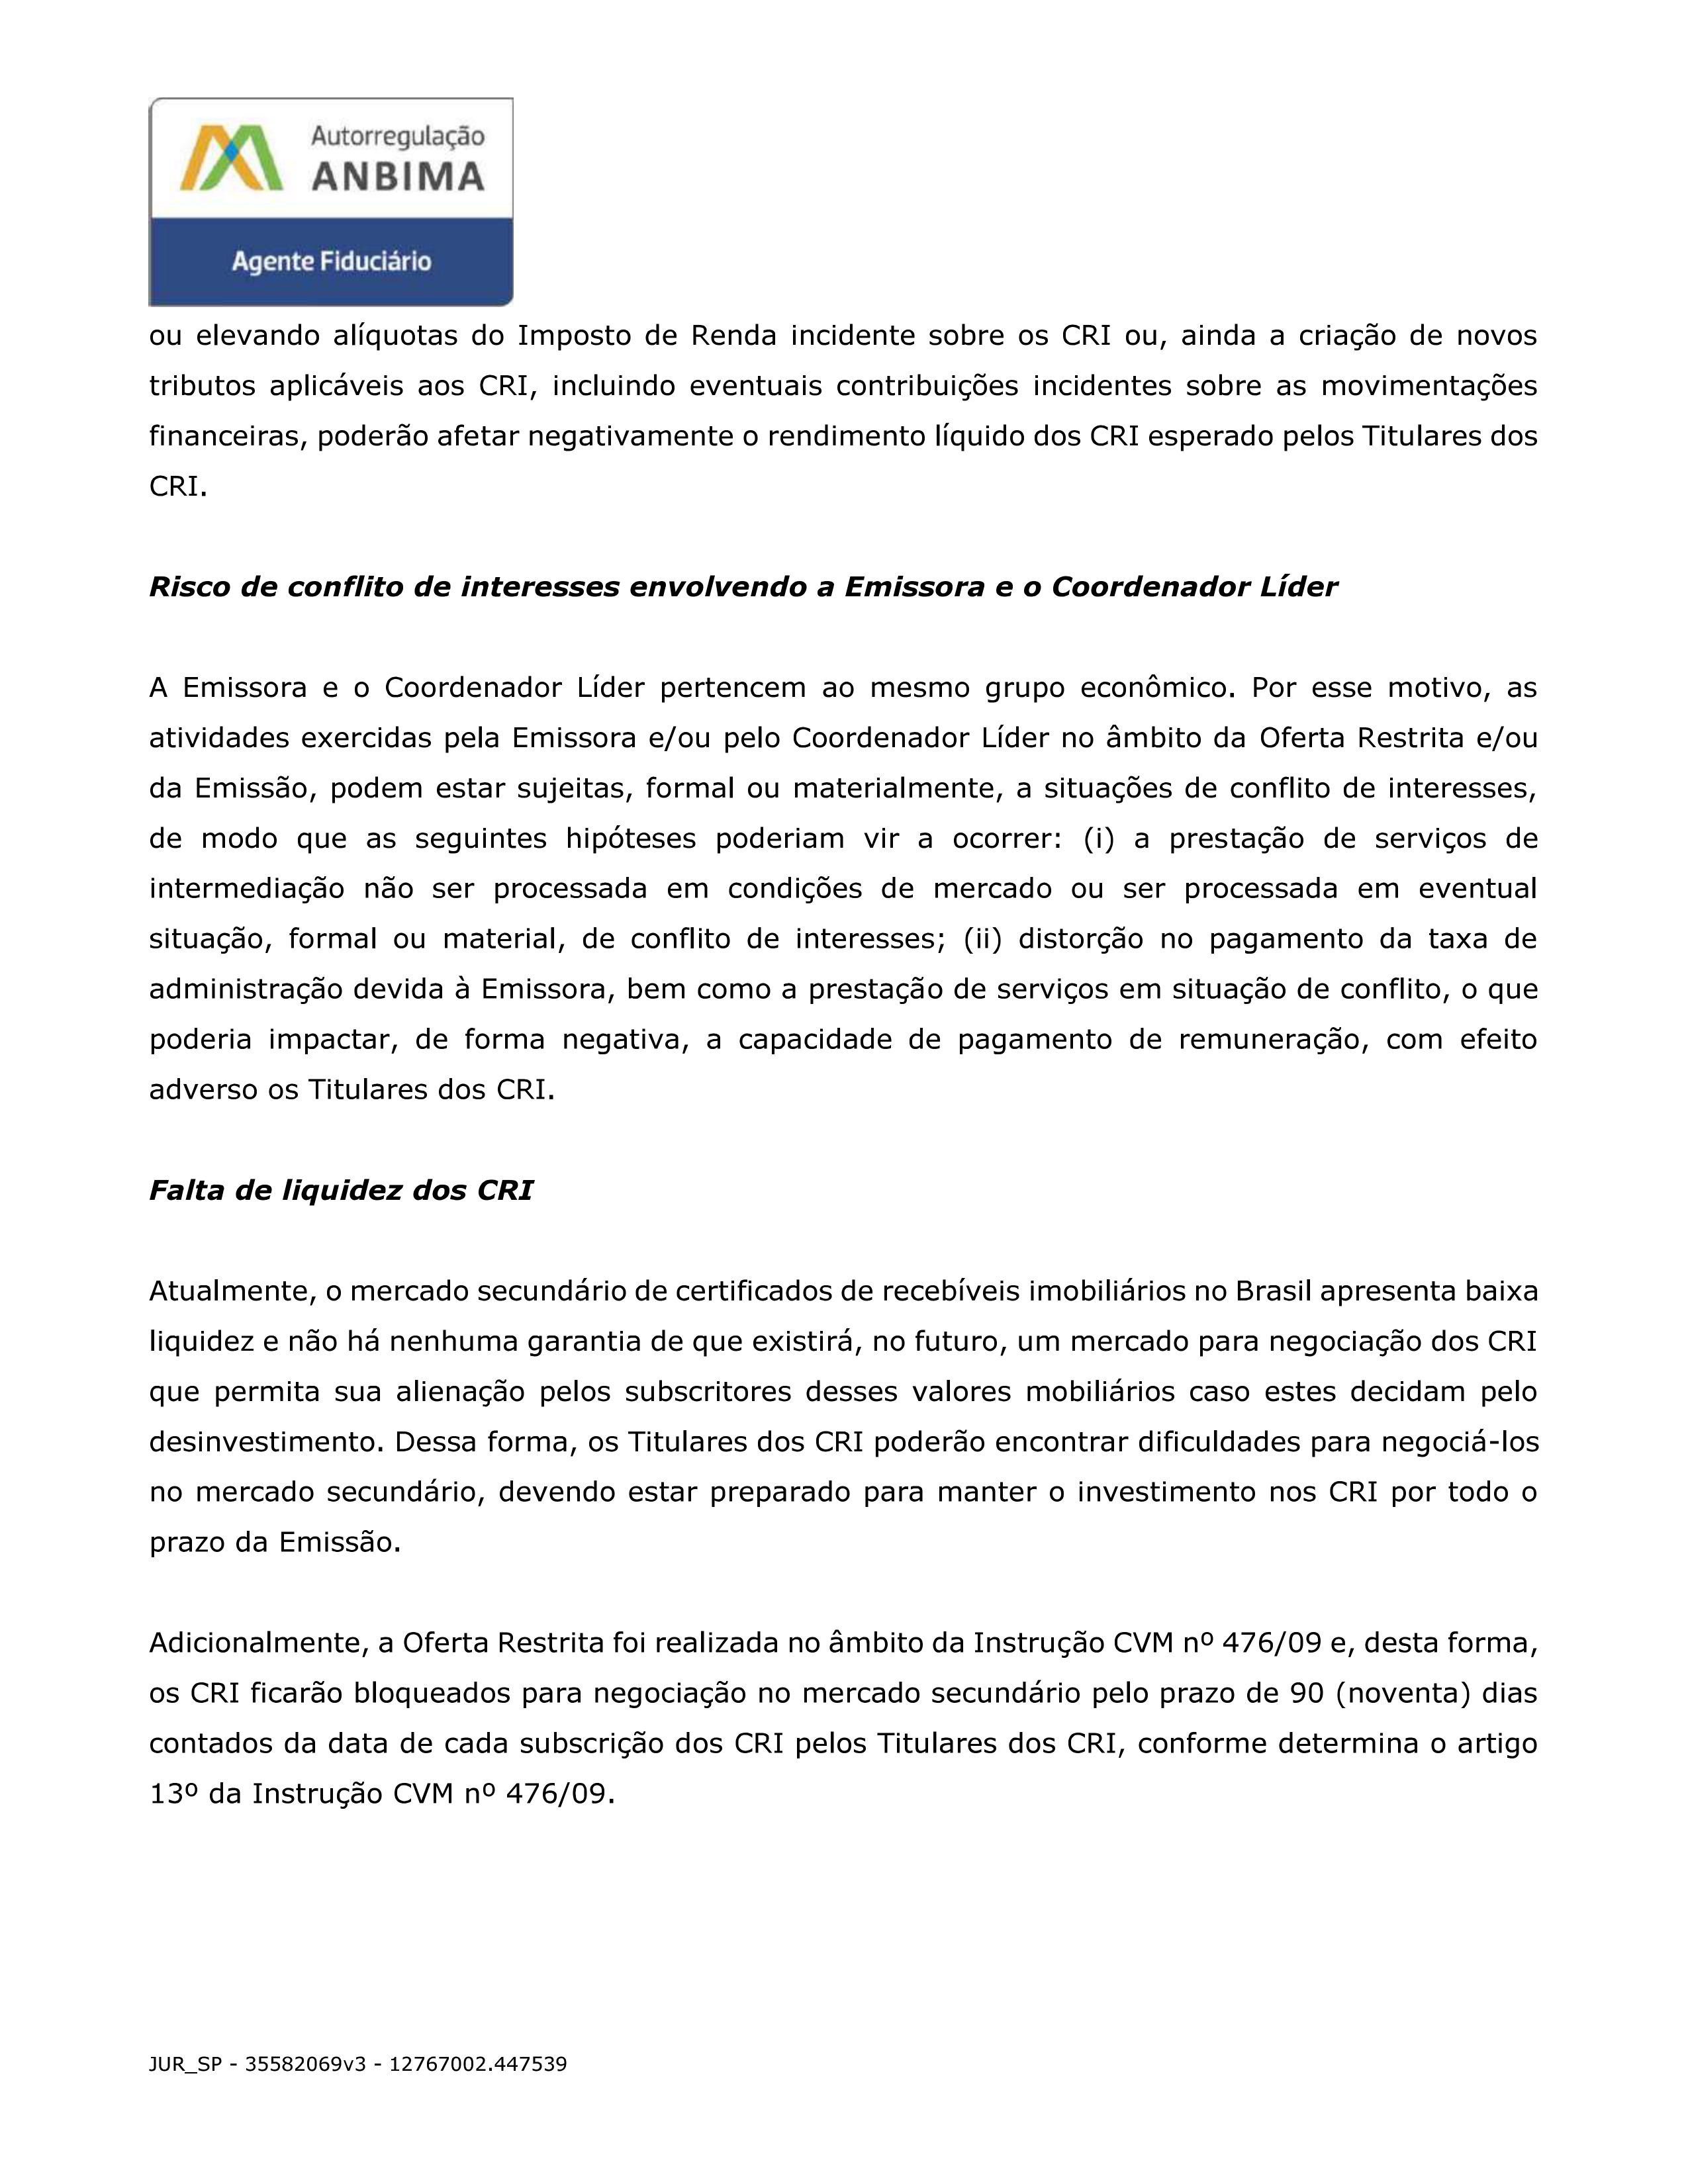 Autorregulação
ANBIMA
Agente Fiduciário
ou elevando alíquotas do Imposto de Renda incidente sobre os CRI ou, ainda a criação de novos
tributos aplicáveis aos CRI, incluindo eventuais contribuições incidentes sobre as movimentações
financeiras, poderão afetar negativamente o rendimento líquido dos CRI esperado pelos Titulares dos
CRI.
Risco de conflito de interesses envolvendo a Emissora e o Coordenador Líder
A Emissora e o Coordenador Líder pertencem ao mesmo grupo econômico. Por esse motivo, as
atividades exercidas pela Emissora e/ou pelo Coordenador Líder no âmbito da Oferta Restrita e/ou
da Emissão, podem estar sujeitas, formal ou materialmente, a situações de conflito de interesses,
de modo que as seguintes hipóteses poderiam vir a ocorrer: (i) a prestação de serviços de
intermediação não ser processada em condições de mercado ou ser processada em eventual
situação, formal ou material, de conflito de interesses; (ii) distorção no pagamento da taxa de
administração devida à Emissora, bem como a prestação de serviços em situação de conflito, o que
poderia impactar, de forma negativa, a capacidade de pagamento de remuneração, com efeito
adverso os Titulares dos CRI.
Falta de liquidez dos CRI
Atualmente, o mercado secundário de certificados de recebíveis imobiliários no Brasil apresenta baixa
liquidez e não há nenhuma garantia de que existirá, no futuro, um mercado para negociação dos CRI
que permita sua alienação pelos subscritores desses valores mobiliários caso estes decidam pelo
desinvestimento. Dessa forma, os Titulares dos CRI poderão encontrar dificuldades para negociá-los
no mercado secundário, devendo estar preparado para manter o investimento nos CRI por todo o
prazo da Emissão.
Adicionalmente, a Oferta Restrita foi realizada no âmbito da Instrução CVM nº 476/09 e, desta forma,
os CRI ficarão bloqueados para negociação no mercado secundário pelo prazo de 90 (noventa) dias
contados da data de cada subscrição dos CRI pelos Titulares dos CRI, conforme determina o artigo
13º da Instrução CVM nº 476/09.
JUR_SP - 35582069v3 - 12767002.447539